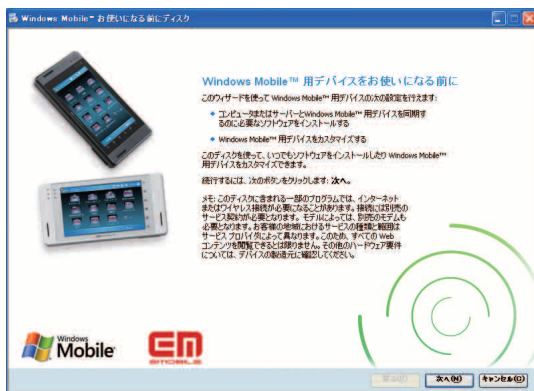 Windows Mobile™ お使いになる前にディスク
Windows Mobile™ 用デバイスをお使いになる前に
このウィザードを使って Windows Mobile™ 用デバイスの次の設定を行えます:
◆ コンピュータまたはサーバーとWindows Mobile™ 用デバイスを同期す
るのに必要なソフトウェアをインストールする
◆ Windows Mobile™ 用デバイスをカスタマイズする
このディスクを使って、いつでもソフトウェアをインストールしたり Windows Mobile™
用デバイスをカスタマイズできます。
続行するには、次のボタンをクリックします: 次へ。
メモ: このディスクに含まれる一部のプログラムでは、インターネット
またはワイヤレス接続が必要になることがあります。接続には別売の
サービス契約が必要となります。モデルによっては、別売のモデムも
必要となります。お客様の地域におけるサービスの種類と範囲は
サービス プロバイダによって異なります。このため、すべての Web
コンテンツを閲覧できるとは限りません。その他のハードウェア要件
については、デバイスの製造元に確認してください。
Windows
Mobile
EM
EMOBILE
次へ(N)
キャンセル(C)